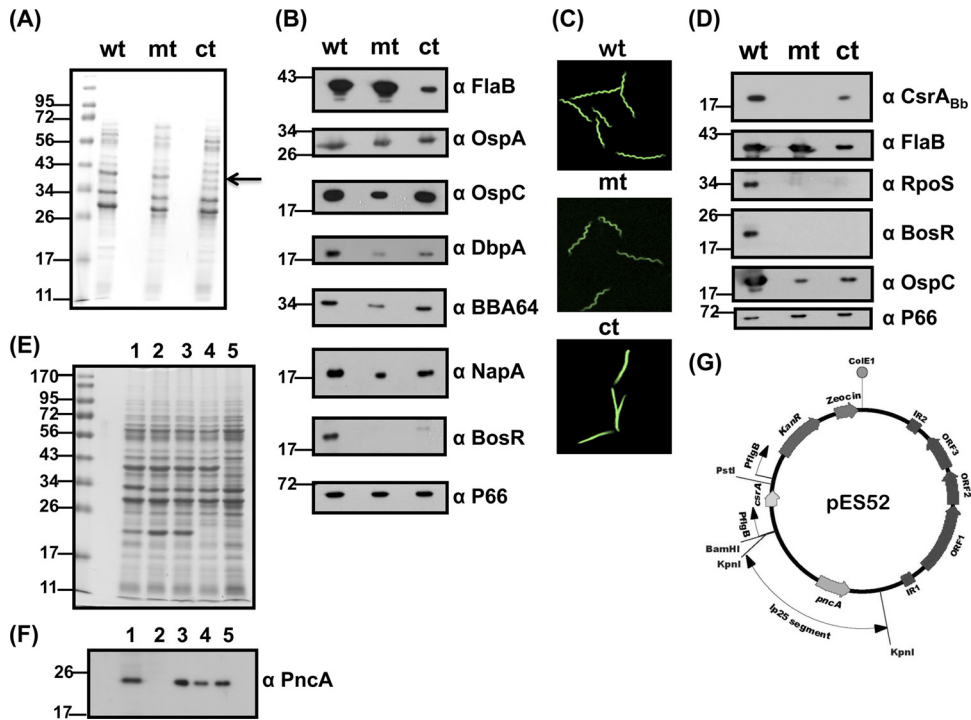 (A)
wt mt ct
95
72
56
43
34
26
17
11
(B)
wt mt ct
43
α FlaB
34
26
α OspA
17
α OspC
17
α DbpA
34
α BBA64
17
α NapA
17
α BosR
72
α P66
(C)
wt
mt
ct
(D)
wt mt ct
17
α CsrABb
43
α FlaB
34
α RpoS
26
17
α BosR
17
α OspC
72
α P66
(E)
1 2 3 4 5
170
95
72
56
43
34
26
17
11
(F)
1 2 3 4 5
26
17
α PncA
(G)
ColE1
Zeocin
KanR
IR2
ORF3
ORF2
ORF1
IR1
PflgB
PstI
csrA
PflgB
BamHI
KpnI
pncA
lp25 segment
KpnI
pES52